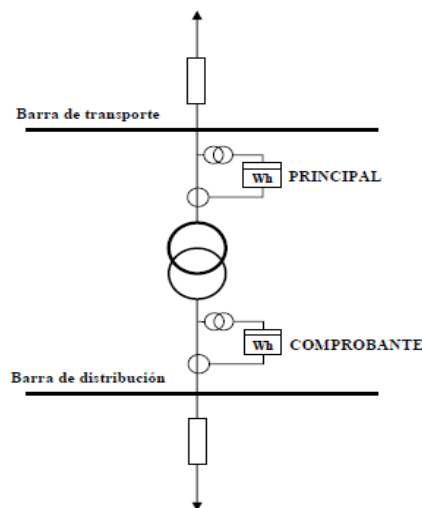 Barra de transporte
Wh PRINCIPAL
Wh COMPROBANTE
Barra de distribución